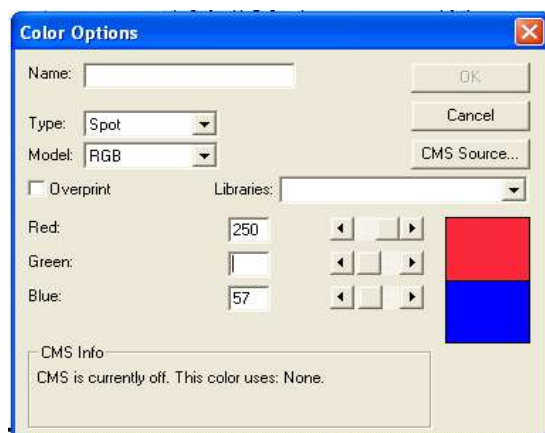 Color Options
Name:
OK
Type: Spot
Cancel
Model: RGB
CMS Source...
Overprint Libraries:
Red: 250
Green:
Blue: 57
CMS Info
CMS is currently off. This color uses: None.